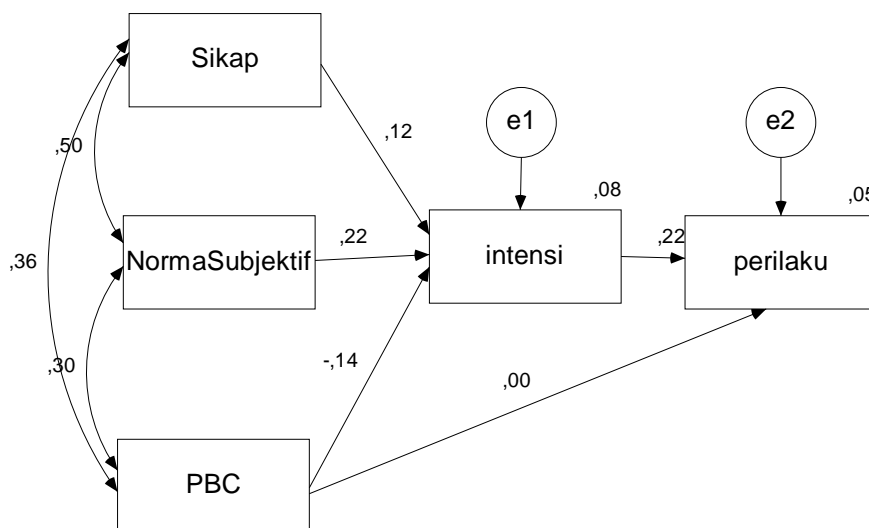 Sikap
e1
e2
,50
,12
,08
,05
NormaSubjektif
,22
intensi
,22
perilaku
,36
,30
-,14
,00
PBC